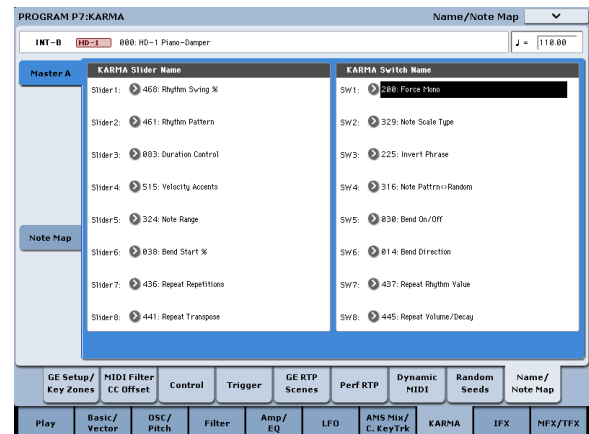 PROGRAM P7:KARMA Name/Note Map
INT-B HD-1 000: HD-1 Piano-Damper ♩ = 110.00
Master A
Note Map
KARMA Slider Name
Slider1: 468: Rhythm Swing %
Slider2: 461: Rhythm Pattern
Slider3: 083: Duration Control
Slider4: 515: Velocity Accents
Slider5: 324: Note Range
Slider6: 038: Bend Start %
Slider7: 436: Repeat Repetitions
Slider8: 441: Repeat Transpose
KARMA Switch Name
SW1: 200: Force Mono
SW2: 329: Note Scale Type
SW3: 225: Invert Phrase
SW4: 316: Note Pattrn<>Random
SW5: 030: Bend On/Off
SW6: 014: Bend Direction
SW7: 437: Repeat Rhythm Value
SW8: 445: Repeat Volume/Decay
GE Setup/
Key Zones
MIDI Filter
CC Offset
Control
Trigger
GE RTP
Scenes
Perf RTP
Dynamic
MIDI
Random
Seeds
Name/
Note Map
Play
Basic/
Vector
OSC/
Pitch
Filter
Amp/
EQ
LFO
AMS Mix/
C. KeyTrk
KARMA
IFX
MFX/TFX